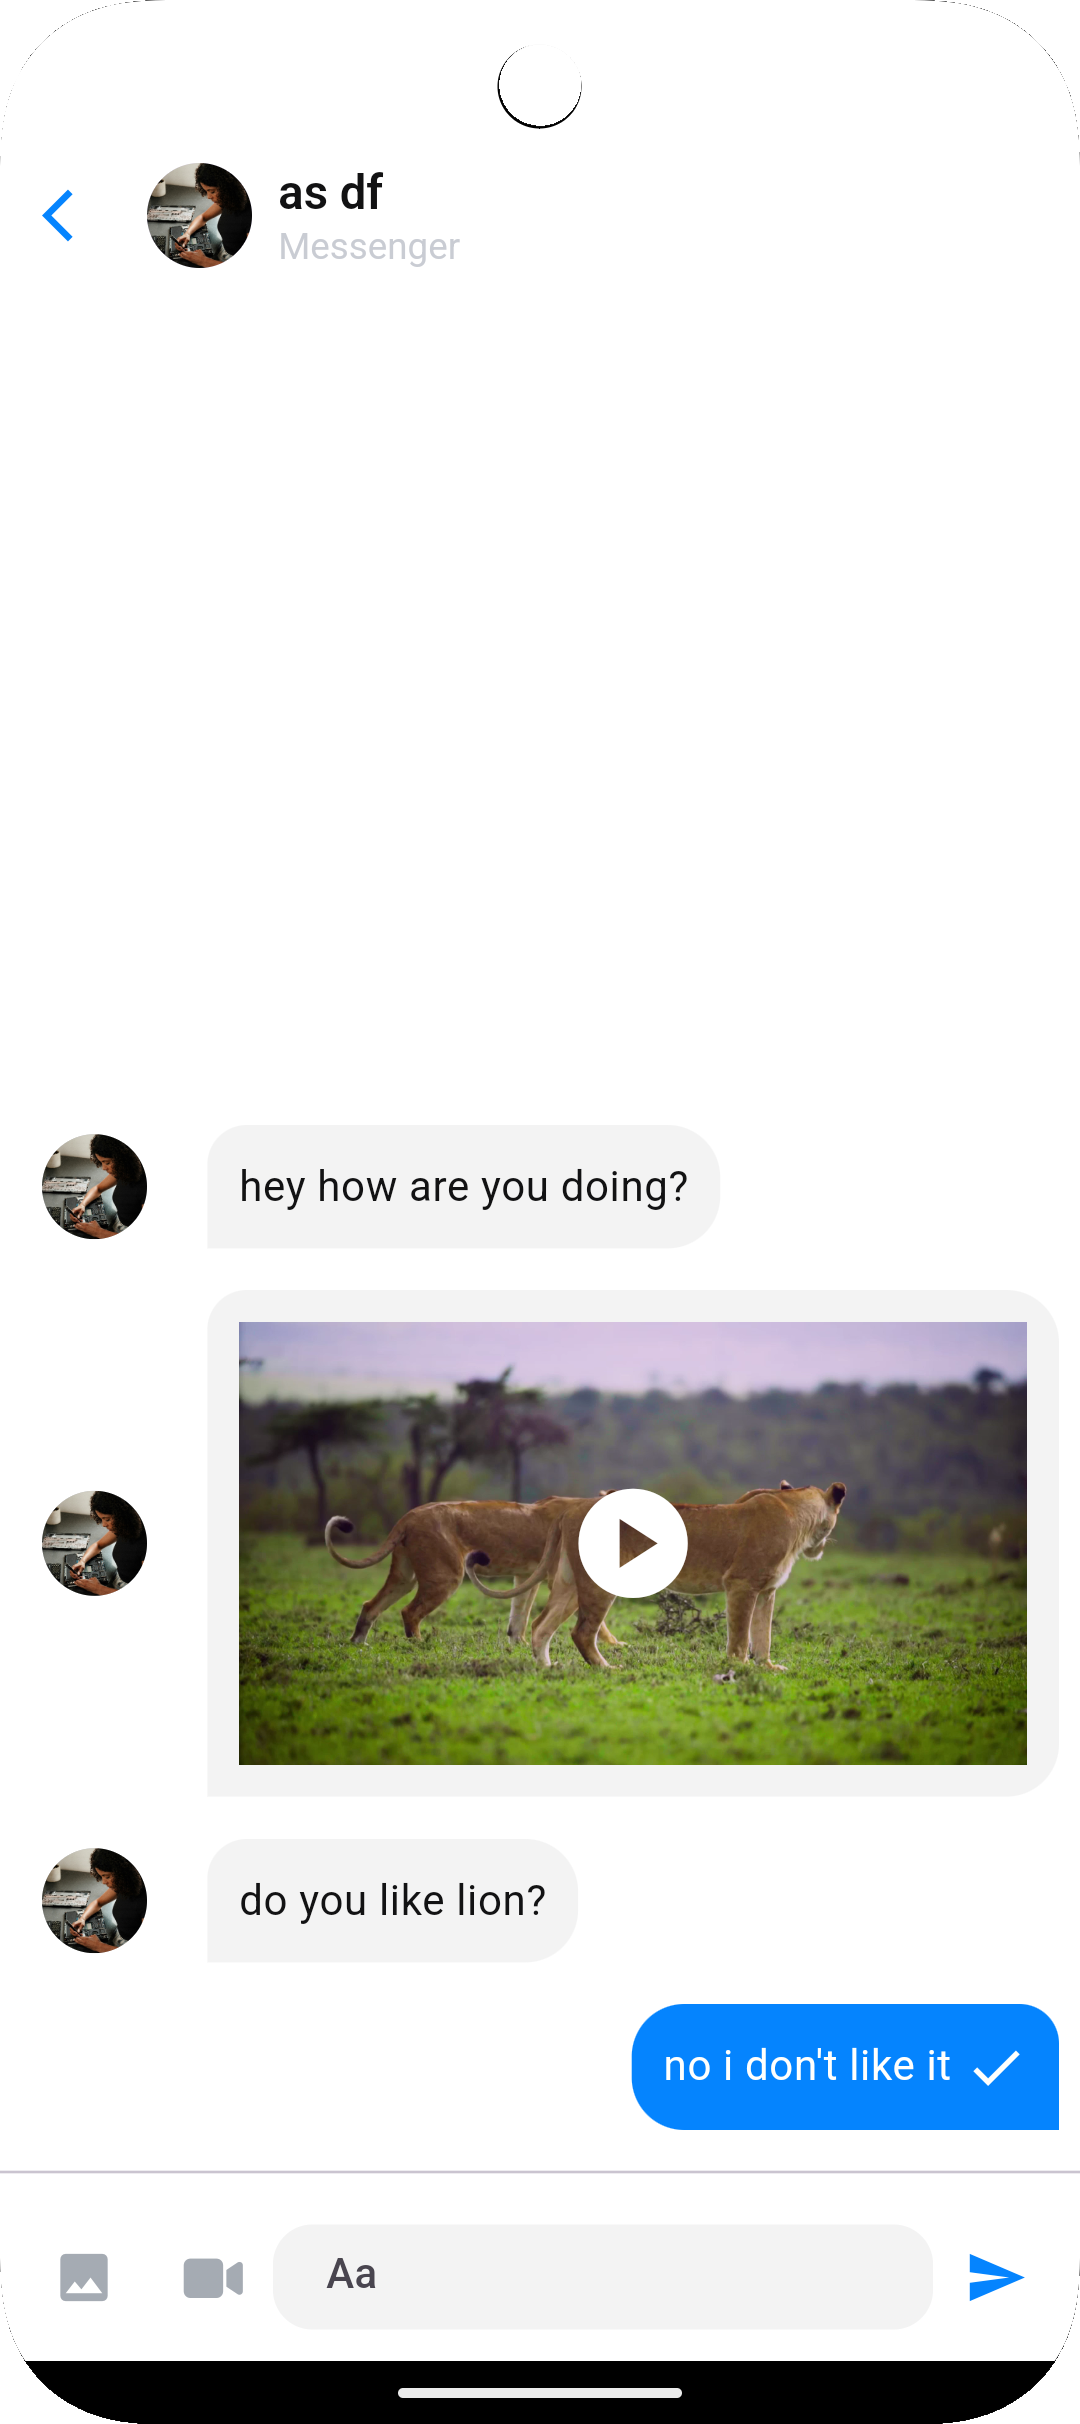 as df
Messenger
hey how are you doing?
do you like lion?
no i don't like it
Aa